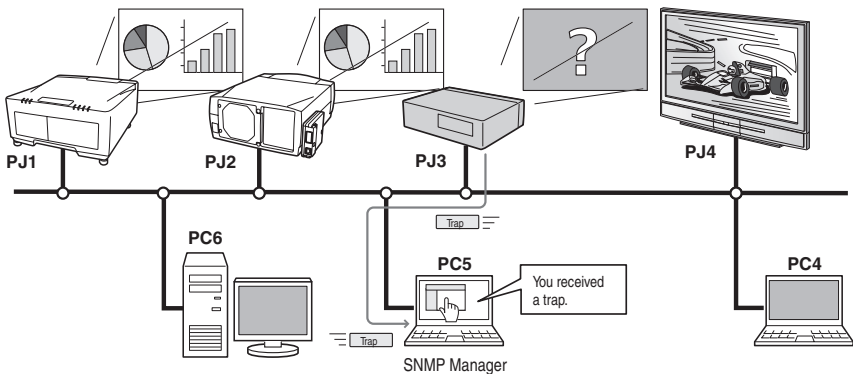 ?
PJ1
PJ2
PJ3
PJ4
Trap
PC6
PC5
You received
a trap.
PC4
Trap
SNMP Manager